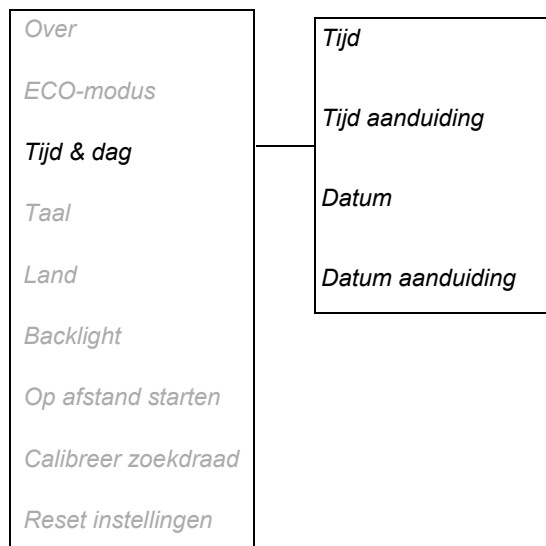 Over
ECO-modus
Tijd & dag
Taal
Land
Backlight
Op afstand starten
Calibreer zoekdraad
Reset instellingen
Tijd
Tijd aanduiding
Datum
Datum aanduiding